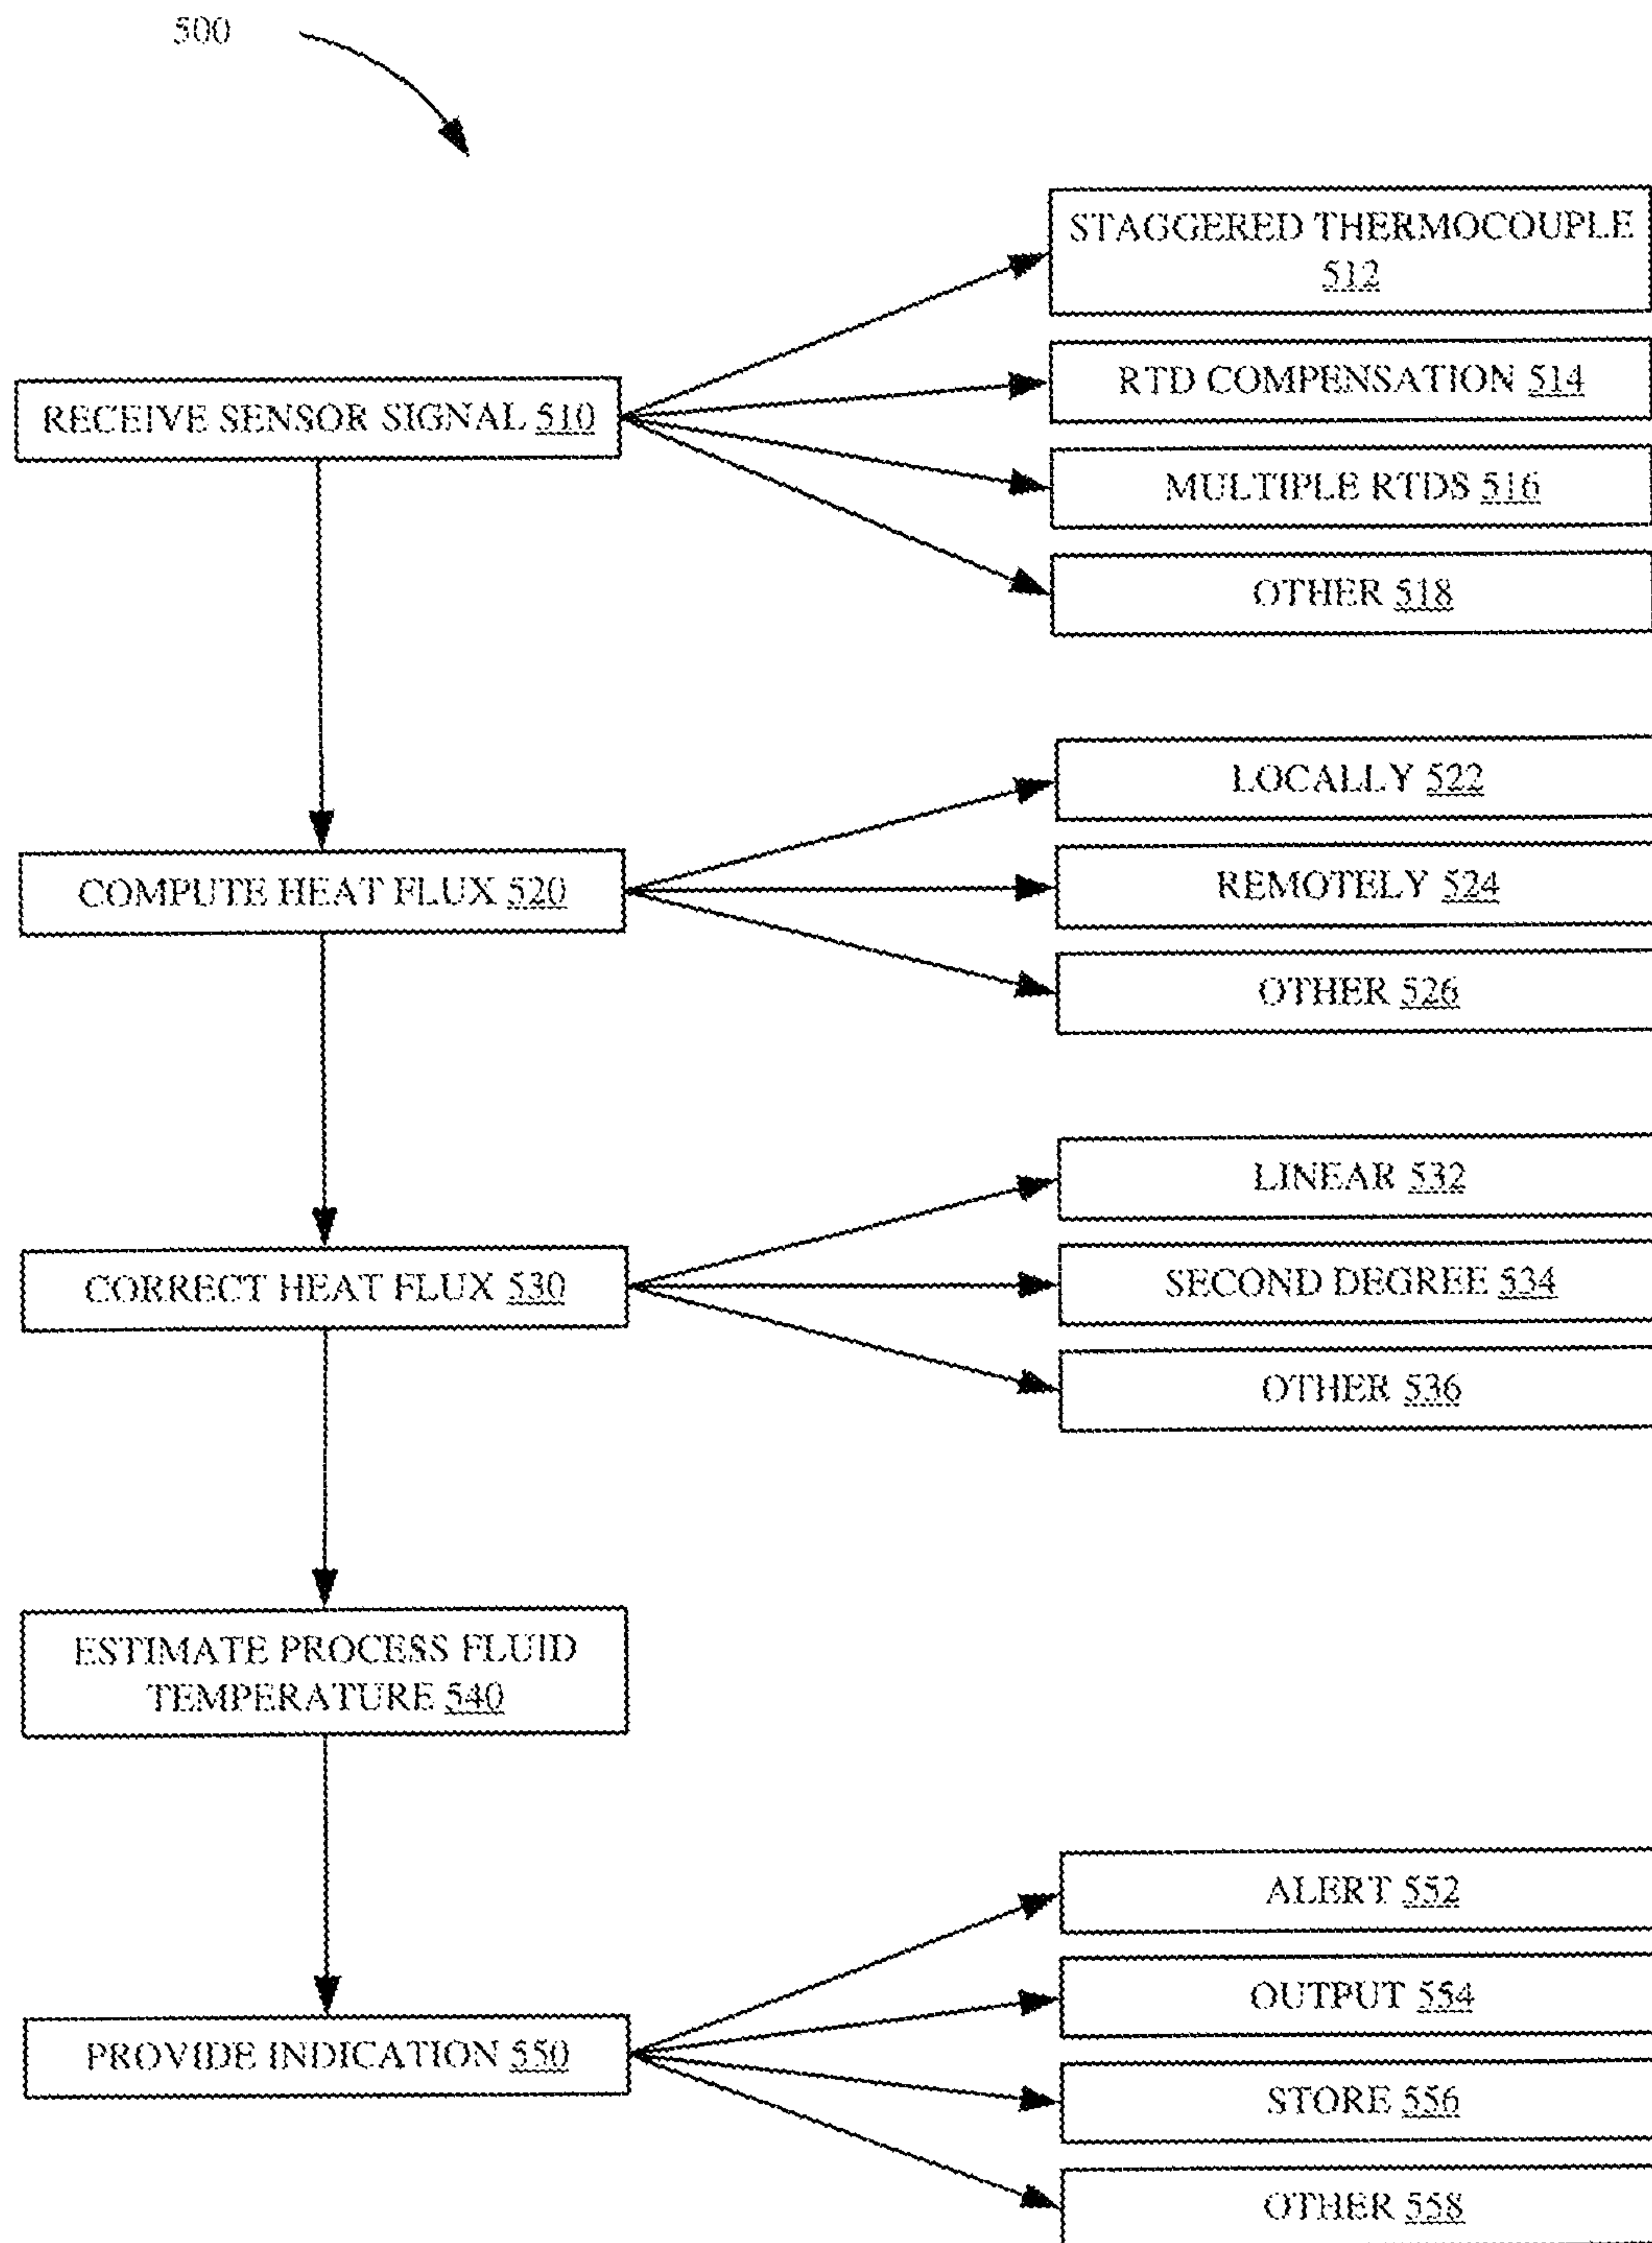 500
STAGGERED THERMOCOUPLE
512
RTD COMPENSATION 514
RECEIVE SENSOR SIGNAL 510
MULTIPLE RTDS 516
OTHER 518
LOCALLY 522
COMPUTE HEAT FLUX 520
REMOTELY 524
OTHER 526
LINEAR 532
CORRECT HEAT FLUX 530
SECOND DEGREE 534
OTHER 536
ESTIMATE PROCESS FLUID
TEMPERATURE 540
ALERT 552
OUTPUT 554
PROVIDE INDICATION 550
STORE 556
OTHER 558